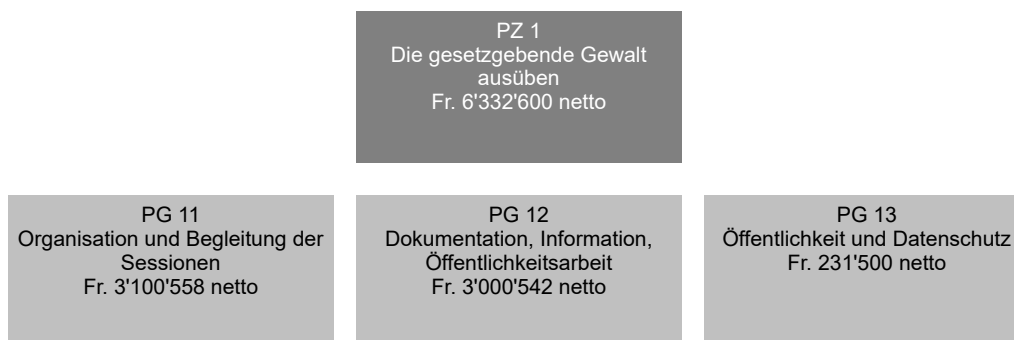 PZ 1
Die gesetzgebende Gewalt
ausüben
Fr. 6'332'600 netto
PG 11
Organisation und Begleitung der
Sessionen
Fr. 3'100'558 netto
PG 12
Dokumentation, Information,
Öffentlichkeitsarbeit
Fr. 3'000'542 netto
PG 13
Öffentlichkeit und Datenschutz
Fr. 231'500 netto